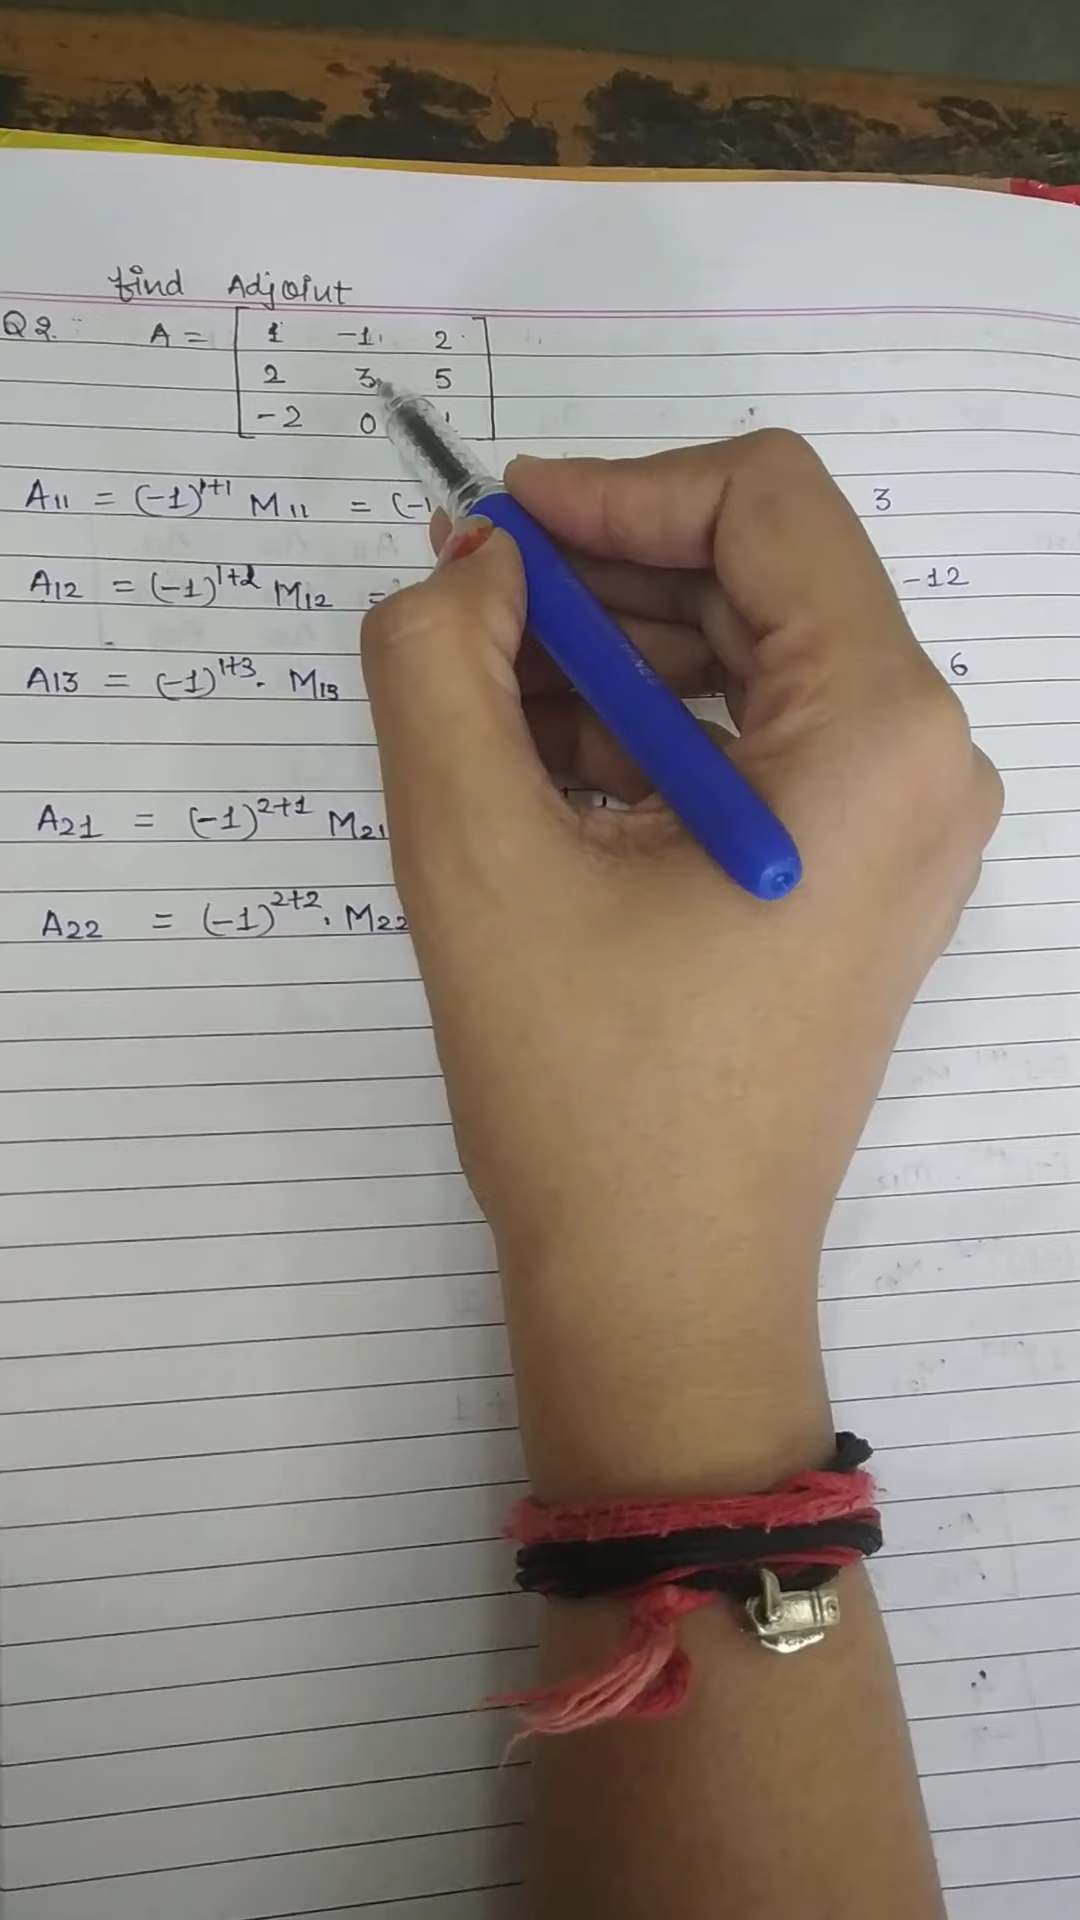 find Adjoint
Q2. A = 1 -1 2
2 3 5
-2 0
A11 = (-1)^1+1 M11 = (-1 3
A12 = (-1)^1+2 M12 = -12
A13 = (-1)^1+3 . M13 6
A21 = (-1)^2+1 M21
A22 = (-1)^2+2 . M22